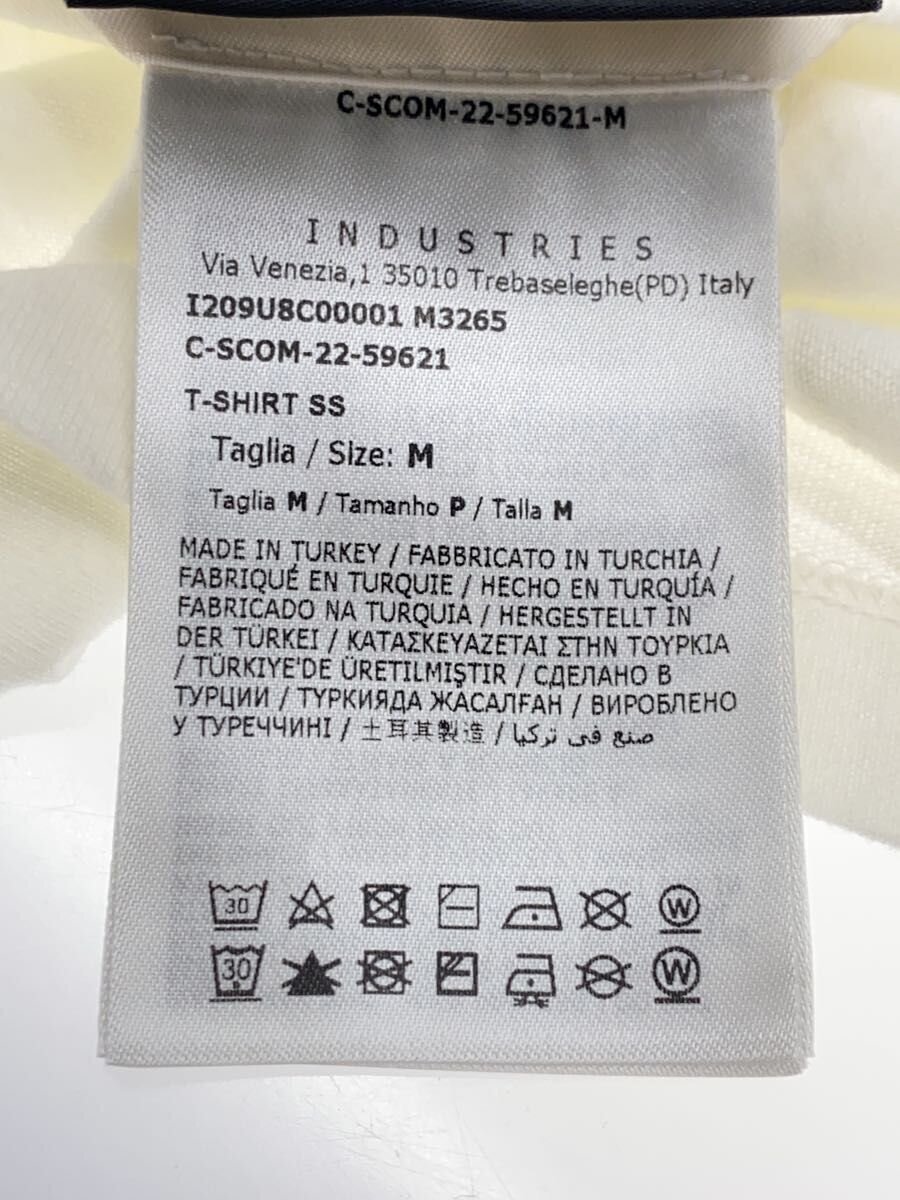 C-SCOM-22-59621-M
INDUSTRIES
Via Venezia,1 35010 Trebaseleghe(PD) Italy
I209U8C00001 M3265
C-SCOM-22-59621
T-SHIRT SS
Taglia / Size: M
Taglia M / Tamanho P / Talla M
MADE IN TURKEY / FABBRICATO IN TURCHIA /
FABRIQUÉ EN TURQUIE / HECHO EN TURQUÍA /
FABRICADO NA TURQUIA / HERGESTELLT IN
DER TÜRKEI / ΚΑΤΑΣΚΕΥΑΖΕΤΑΙ ΣΤΗΝ ΤΟΥΡΚΙΑ
/ TÜRKIYE'DE ÜRETILMIŞTIR / СДЕЛАНО В
ТУРЦИИ / ТҮРКИЯДА ЖАСАЛҒАН / ВИРОБЛЕНО
У ТУРЕЧЧИНІ / 土耳其製造 / صنع في تركيا
30 W
30 W